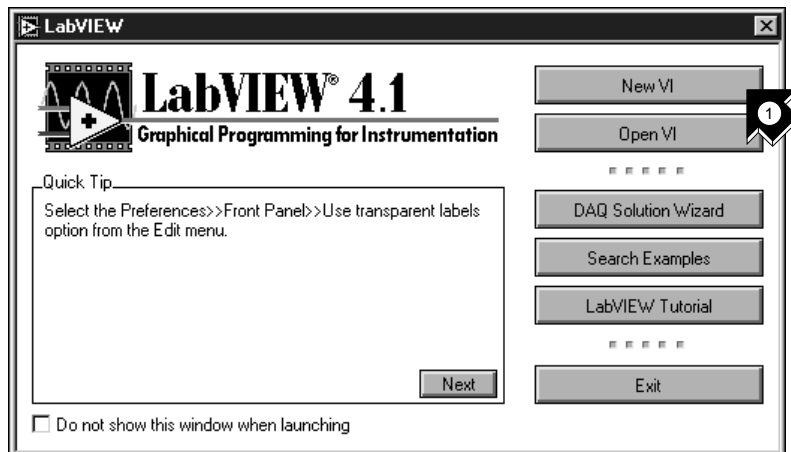 LabVIEW
LabVIEW® 4.1
Graphical Programming for Instrumentation
Quick Tip
Select the Preferences>>Front Panel>>Use transparent labels
option from the Edit menu.
Next
Do not show this window when launching
New VI
1
Open VI
DAQ Solution Wizard
Search Examples
LabVIEW Tutorial
Exit